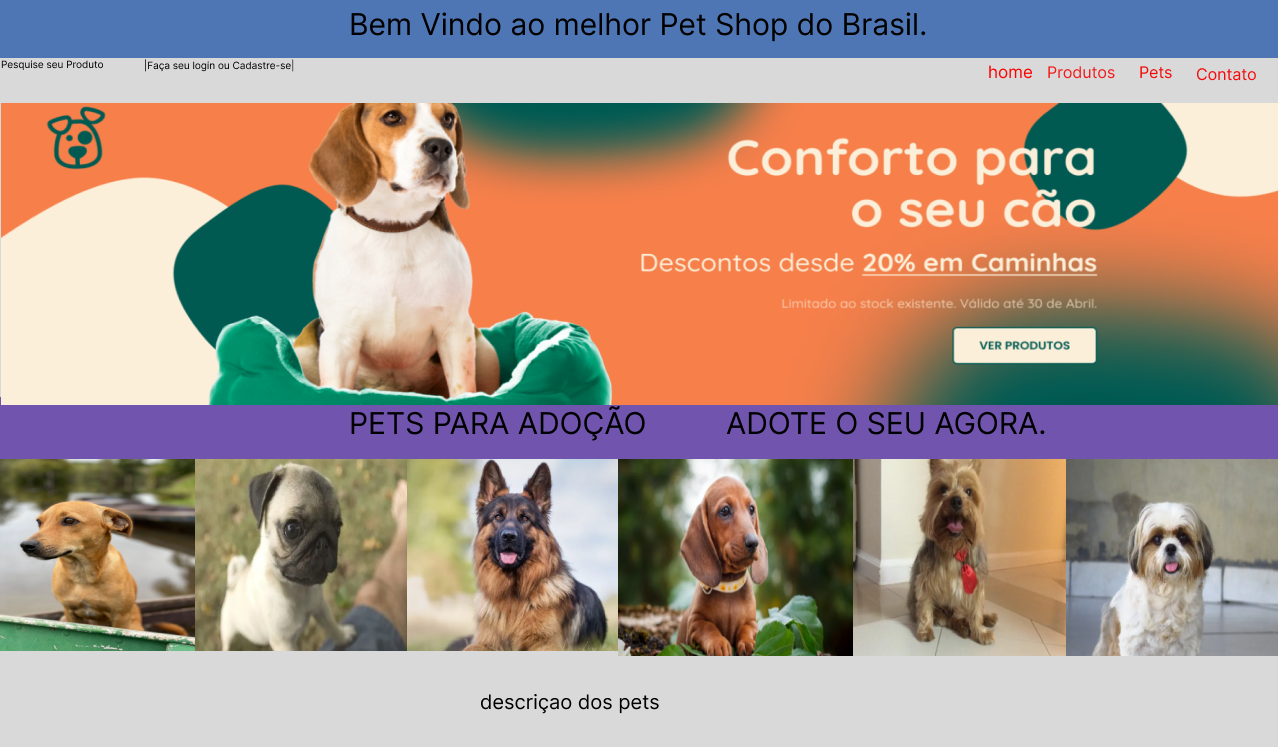 Bem Vindo ao melhor Pet Shop do Brasil.
Pesquise seu Produto |Faça seu login ou Cadastre-se| home Produtos Pets Contato
Conforto para
o seu cão
Descontos desde 20% em Caminhas
Limitado ao stock existente. Válido até 30 de Abril.
VER PRODUTOS
PETS PARA ADOÇÃO ADOTE O SEU AGORA.
descriçao dos pets